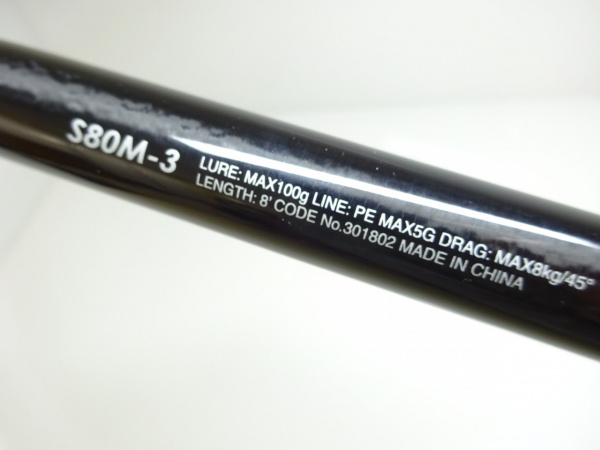 S80M-3
LURE: MAX100g LINE: PE MAX5G DRAG: MAX8kg/45°
LENGTH: 8' CODE No.301802 MADE IN CHINA